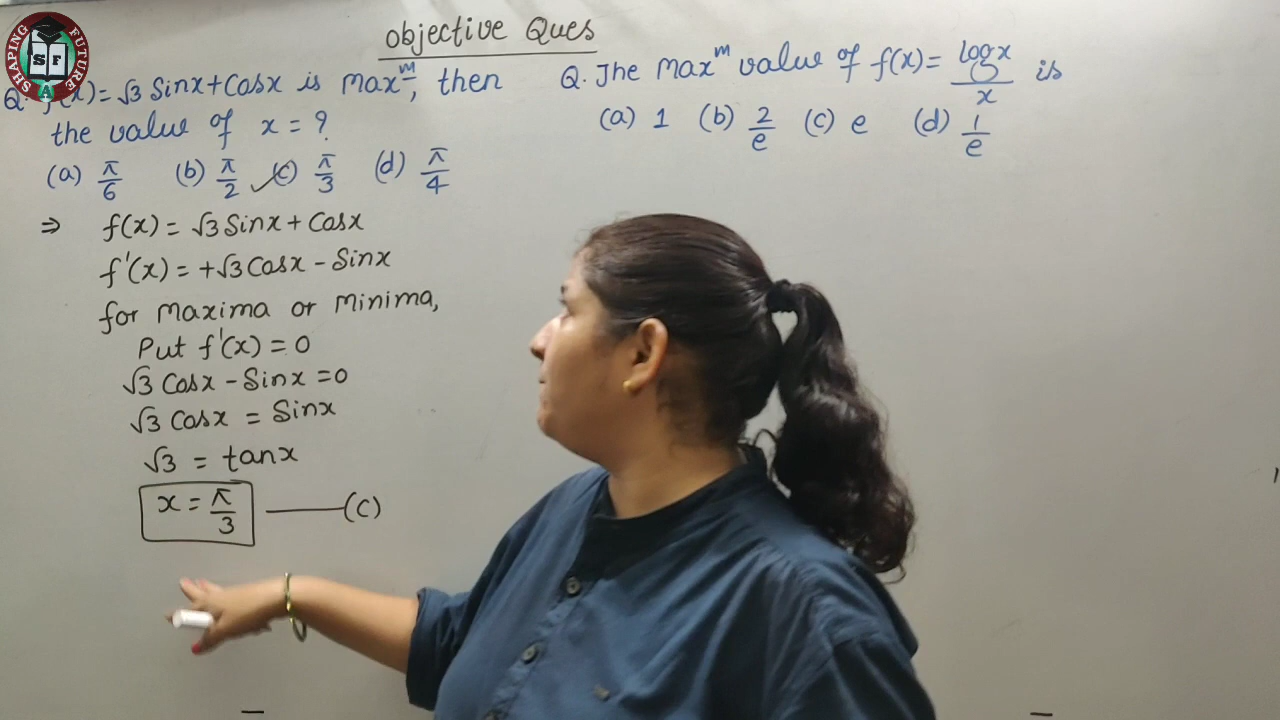 SHAPING FUTURE
S F
A
Objective Ques
Q. f(x) = √3 Sinx + Cosx is maxᵐ, then
the value of x = ?
(a) π/6 (b) π/2 ✓(c) π/3 (d) π/4
⇒ f(x) = √3 Sinx + Cosx
f'(x) = +√3 Cosx - Sinx
for maxima or minima,
Put f'(x) = 0
√3 Cosx - Sinx = 0
√3 Cosx = Sinx
√3 = tanx
x = π/3 —(C)
Q. The maxᵐ value of f(x) = logx/x is
(a) 1 (b) 2/e (c) e (d) 1/e